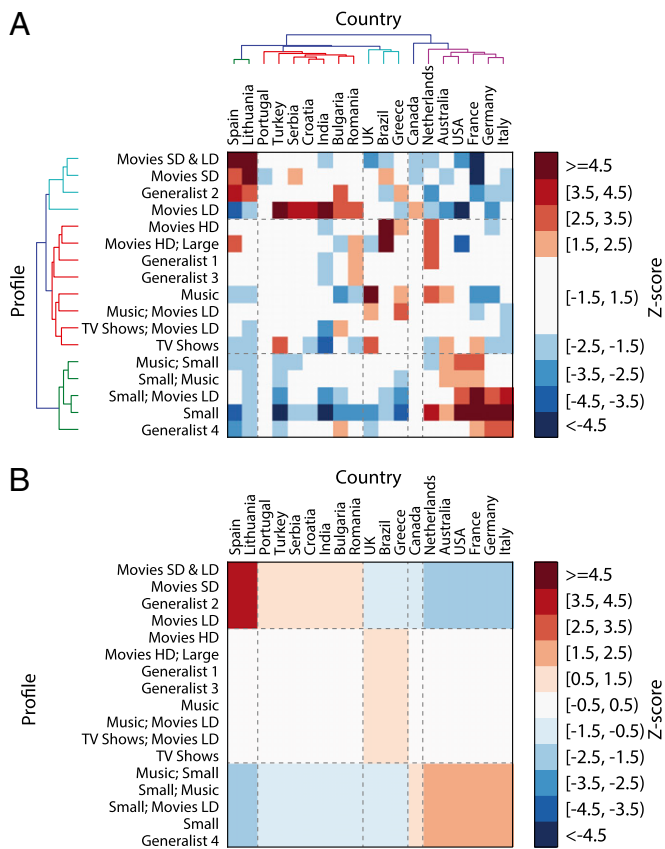 A
Country
Spain
Lithuania
Portugal
Turkey
Serbia
Croatia
India
Bulgaria
Romania
UK
Brazil
Greece
Canada
Netherlands
Australia
USA
France
Germany
Italy
Profile
Movies SD & LD
Movies SD
Generalist 2
Movies LD
Movies HD
Movies HD; Large
Generalist 1
Generalist 3
Music
Music; Movies LD
TV Shows; Movies LD
TV Shows
Music; Small
Small; Music
Small; Movies LD
Small
Generalist 4
>=4.5
[3.5, 4.5)
[2.5, 3.5)
[1.5, 2.5)
[-1.5, 1.5)
[-2.5, -1.5)
[-3.5, -2.5)
[-4.5, -3.5)
<-4.5
Z-score
B
Country
Spain
Lithuania
Portugal
Turkey
Serbia
Croatia
India
Bulgaria
Romania
UK
Brazil
Greece
Canada
Netherlands
Australia
USA
France
Germany
Italy
Profile
Movies SD & LD
Movies SD
Generalist 2
Movies LD
Movies HD
Movies HD; Large
Generalist 1
Generalist 3
Music
Music; Movies LD
TV Shows; Movies LD
TV Shows
Music; Small
Small; Music
Small; Movies LD
Small
Generalist 4
>=4.5
[3.5, 4.5)
[2.5, 3.5)
[1.5, 2.5)
[0.5, 1.5)
[-0.5, 0.5)
[-1.5, -0.5)
[-2.5, -1.5)
[-3.5, -2.5)
[-4.5, -3.5)
<-4.5
Z-score